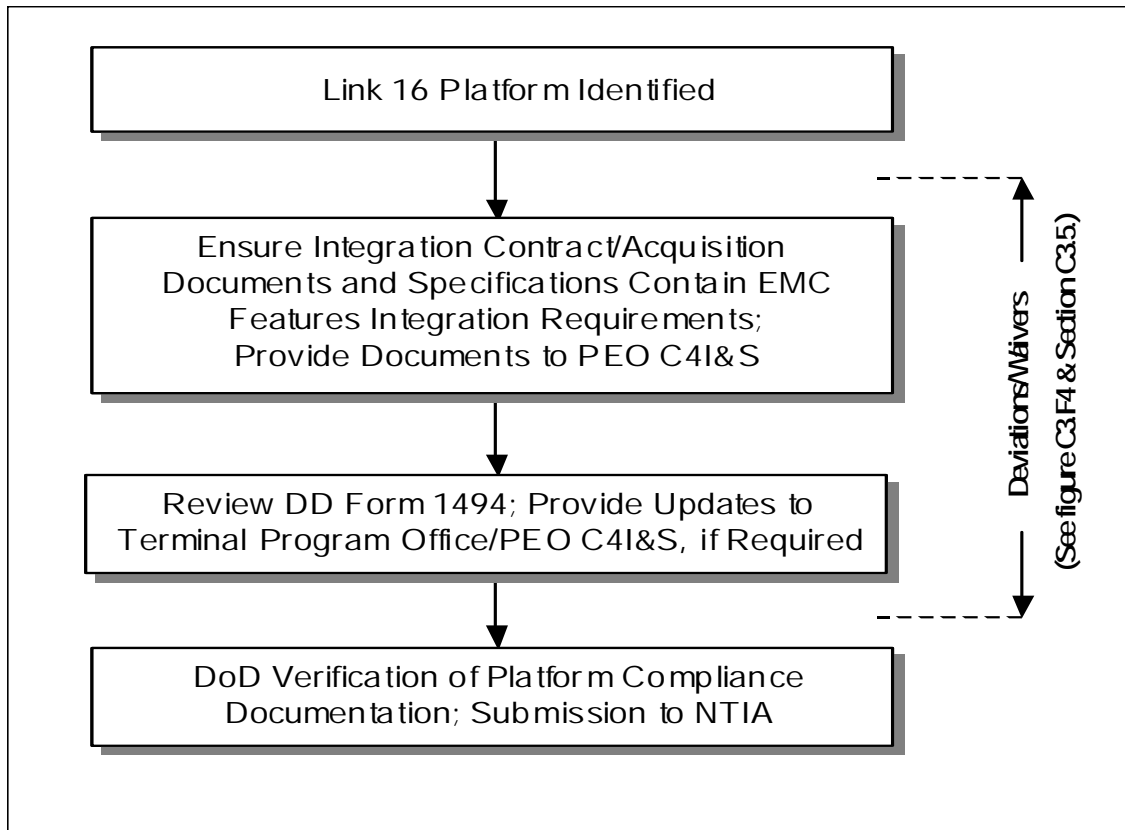 Link 16 Platform Identified
Ensure Integration Contract/Acquisition
Documents and Specifications Contain EMC
Features Integration Requirements;
Provide Documents to PEO C4I&S
Review DD Form 1494; Provide Updates to
Terminal Program Office/PEO C4I&S, if Required
DoD Verification of Platform Compliance
Documentation; Submission to NTIA
Deviations/Waivers
(See figure C3.F4 & Section C3.5.)